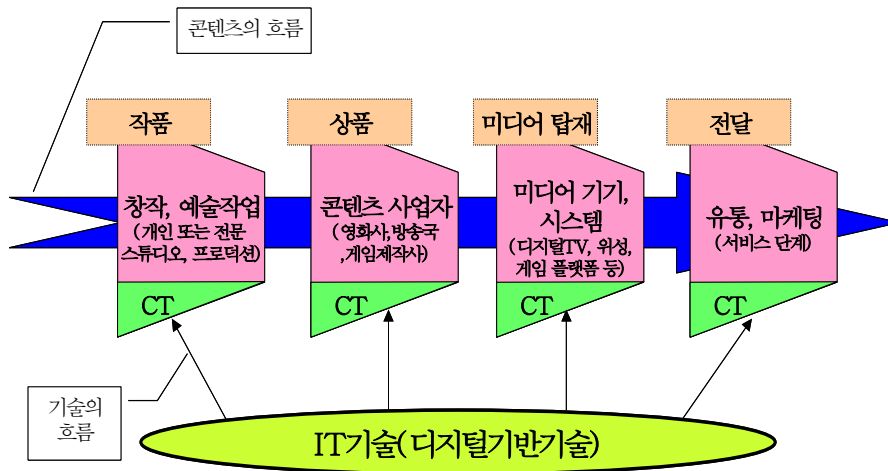 콘텐츠의 흐름
작품
상품
미디어 탑재
전달
창작, 예술작업
(개인 또는 전문
스튜디오, 프로덕션)
콘텐츠 사업자
(영화사,방송국
,게임제작사)
미디어 기기,
시스템
(디지털TV, 위성,
게임 플랫폼 등)
유통, 마케팅
(서비스 단계)
CT
CT
CT
CT
기술의
흐름
IT기술(디지털기반기술)